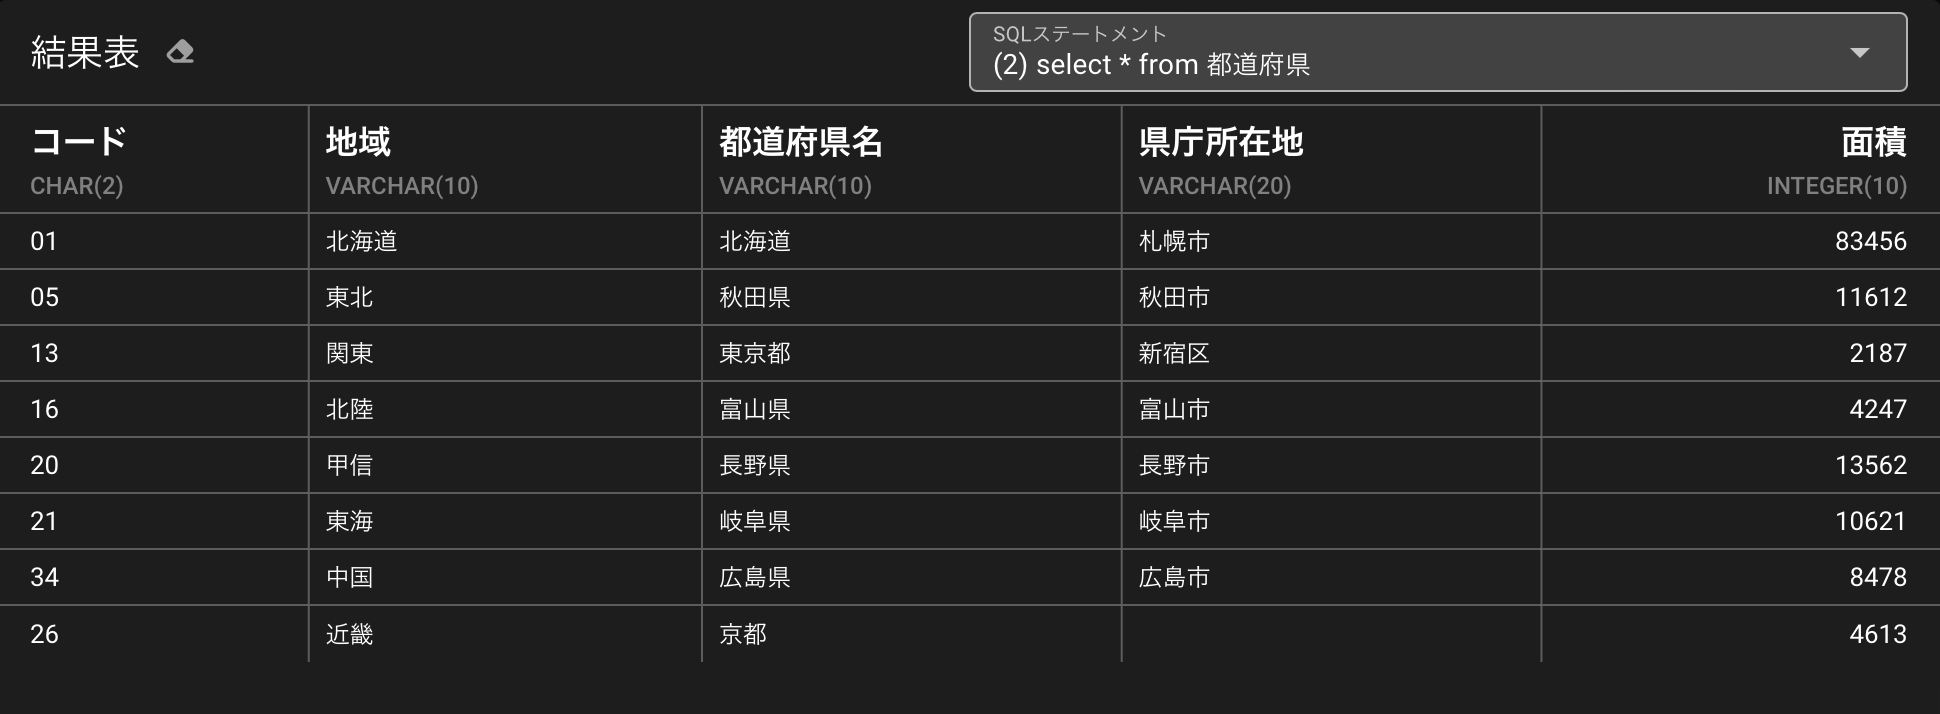 結果表
SQLステートメント
(2) select * from 都道府県
コード 地域 都道府県名 県庁所在地 面積
CHAR(2) VARCHAR(10) VARCHAR(10) VARCHAR(20) INTEGER(10)
01 北海道 北海道 札幌市 83456
05 東北 秋田県 秋田市 11612
13 関東 東京都 新宿区 2187
16 北陸 富山県 富山市 4247
20 甲信 長野県 長野市 13562
21 東海 岐阜県 岐阜市 10621
34 中国 広島県 広島市 8478
26 近畿 京都 4613